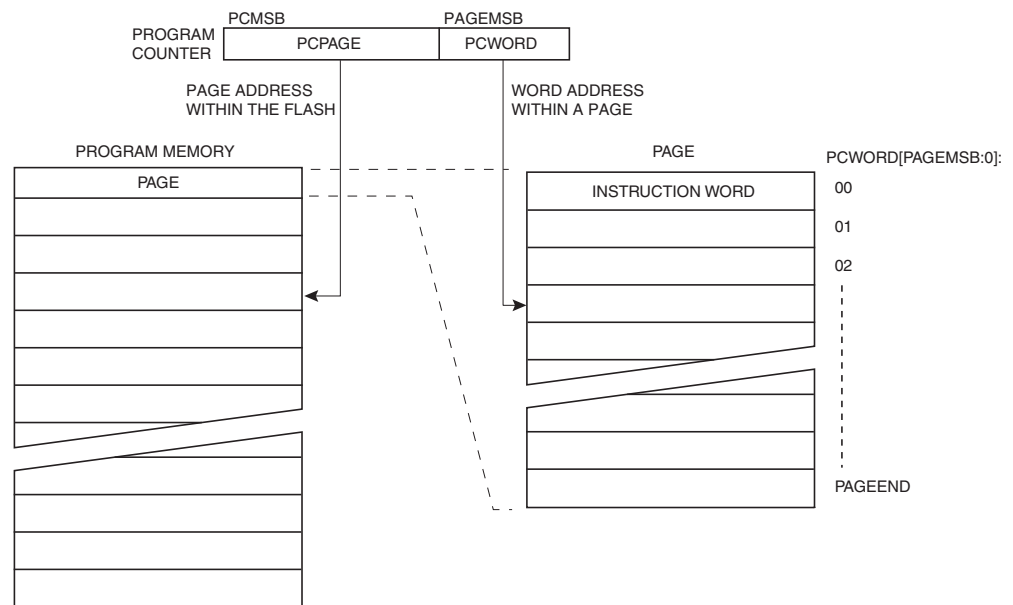 PCMSB PAGEMSB
PROGRAM
COUNTER
PCPAGE PCWORD
PAGE ADDRESS
WITHIN THE FLASH
WORD ADDRESS
WITHIN A PAGE
PROGRAM MEMORY
PAGE
PAGE
INSTRUCTION WORD
PCWORD[PAGEMSB:0]:
00
01
02
PAGEEND